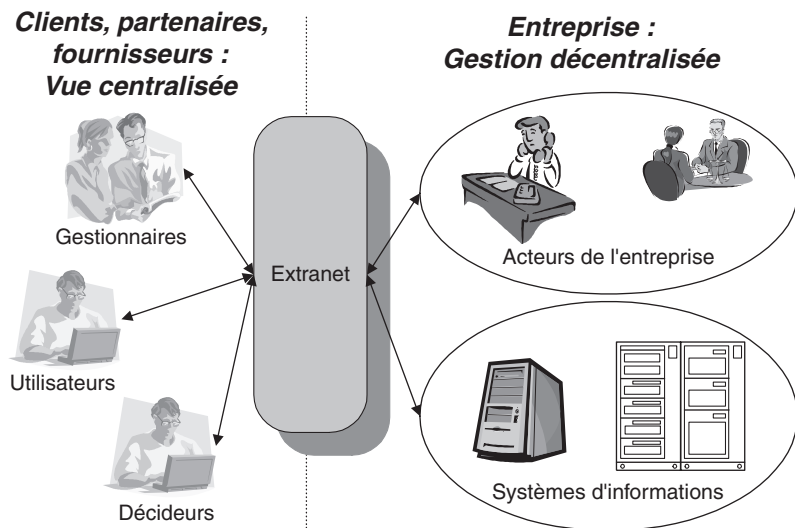 Clients, partenaires,
fournisseurs :
Vue centralisée
Entreprise :
Gestion décentralisée
Gestionnaires
Utilisateurs
Décideurs
Extranet
Acteurs de l'entreprise
Systèmes d'informations